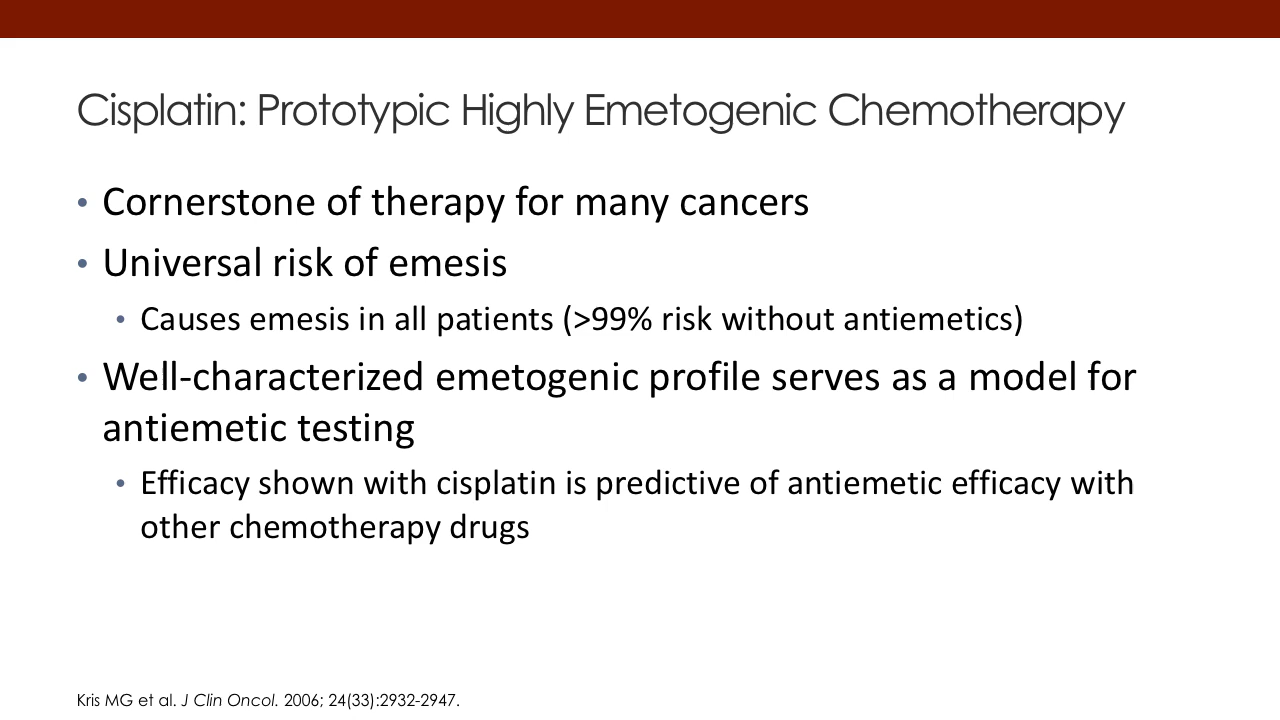 Cisplatin: Prototypic Highly Emetogenic Chemotherapy
• Cornerstone of therapy for many cancers
• Universal risk of emesis
• Causes emesis in all patients (>99% risk without antiemetics)
• Well-characterized emetogenic profile serves as a model for
antiemetic testing
• Efficacy shown with cisplatin is predictive of antiemetic efficacy with
other chemotherapy drugs
Kris MG et al. J Clin Oncol. 2006; 24(33):2932-2947.